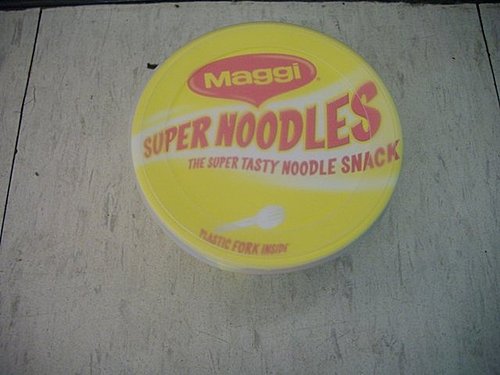 Maggi
SUPER NOODLES
THE SUPER TASTY NOODLE SNACK
PLASTIC FORK INSIDE